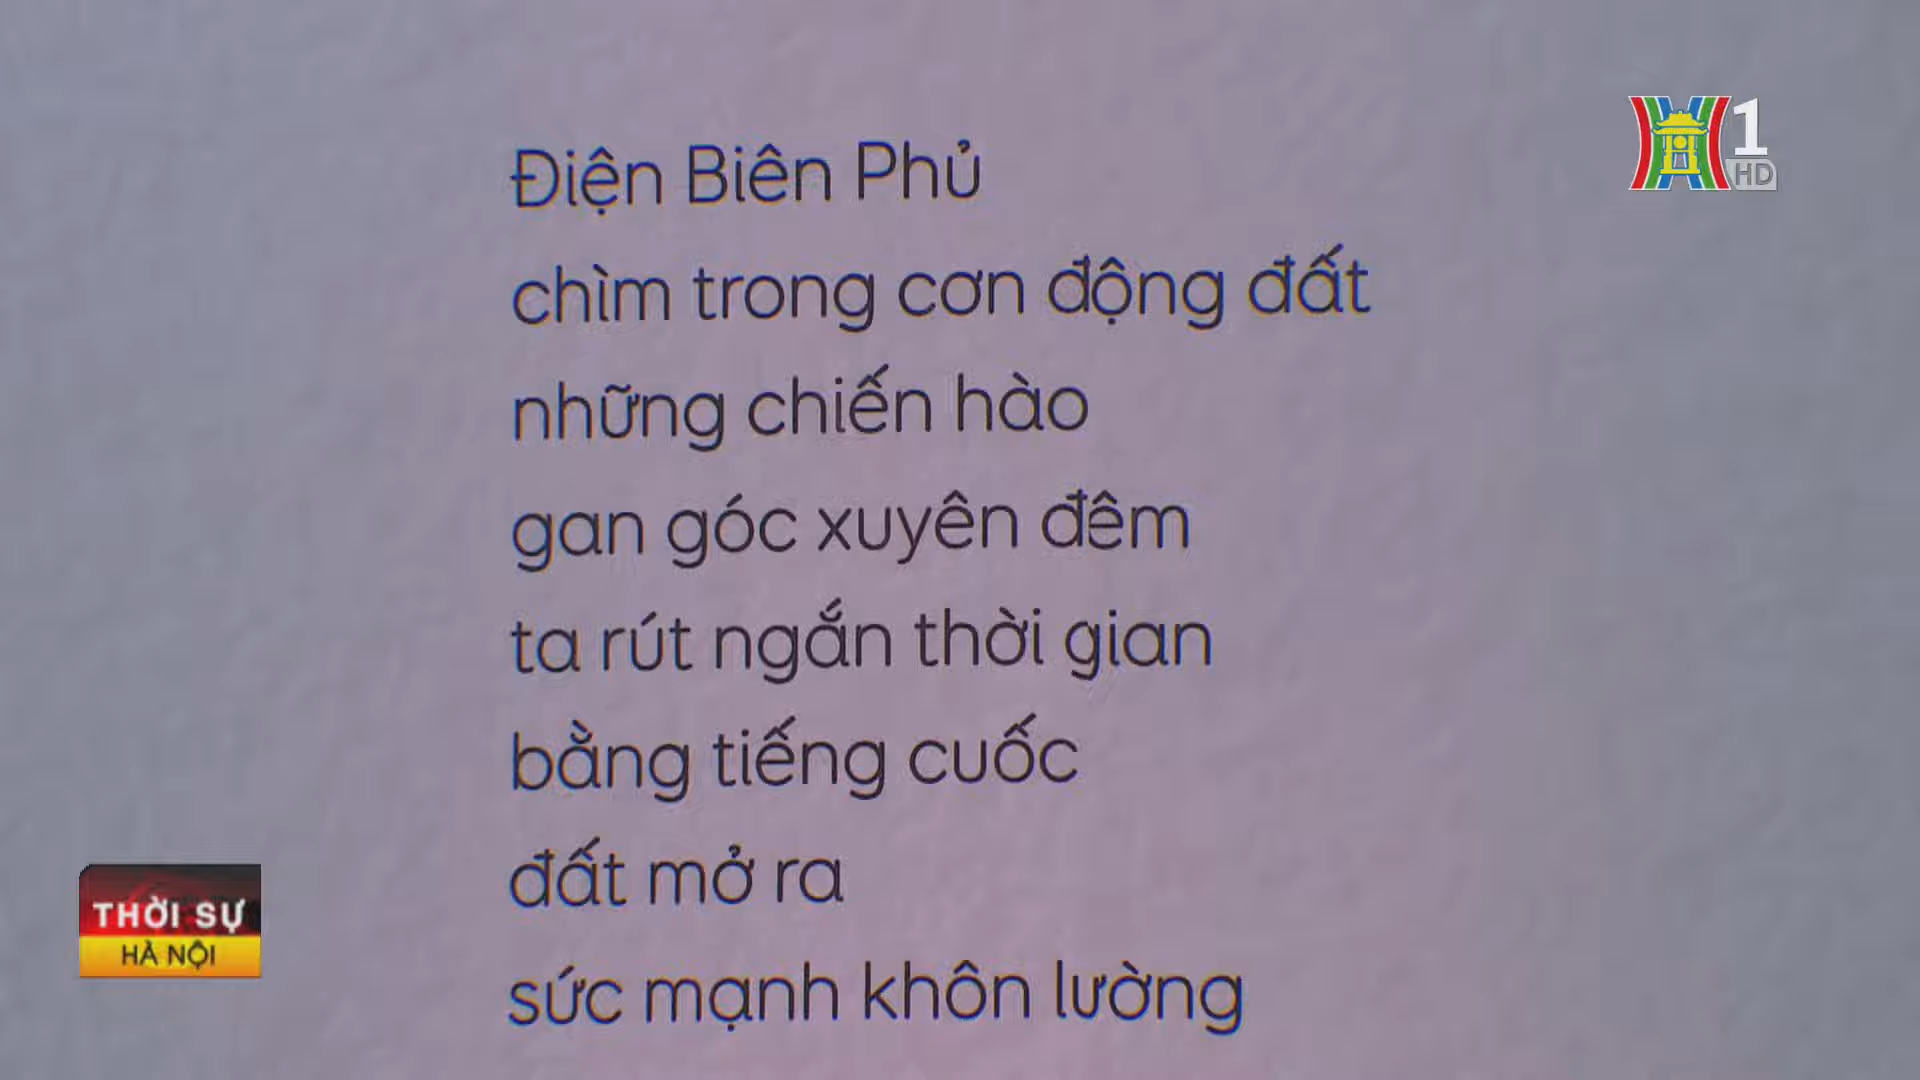 1
HD
Điện Biên Phủ
chìm trong cơn động đất
những chiến hào
gan góc xuyên đêm
ta rút ngắn thời gian
bằng tiếng cuốc
đất mở ra
sức mạnh khôn lường
THỜI SỰ
HÀ NỘI